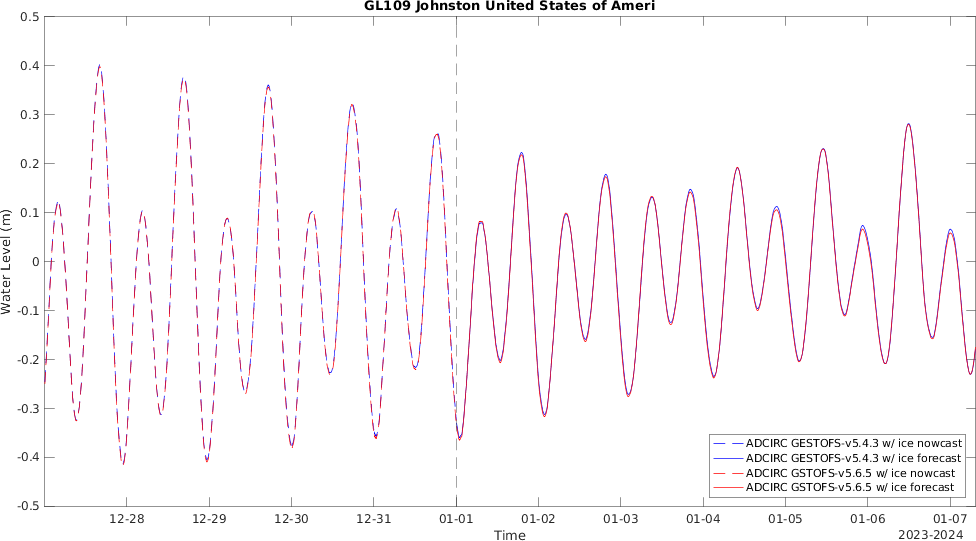 GL109 Johnston United States of Ameri
0.5
0.4
0.3
0.2
0.1
0
-0.1
-0.2
-0.3
-0.4
-0.5
Water Level (m)
12-28 12-29 12-30 12-31 01-01 01-02 01-03 01-04 01-05 01-06 01-07
Time
2023-2024
ADCIRC GESTOFS-v5.4.3 w/ ice nowcast
ADCIRC GESTOFS-v5.4.3 w/ ice forecast
ADCIRC GSTOFS-v5.6.5 w/ ice nowcast
ADCIRC GSTOFS-v5.6.5 w/ ice forecast